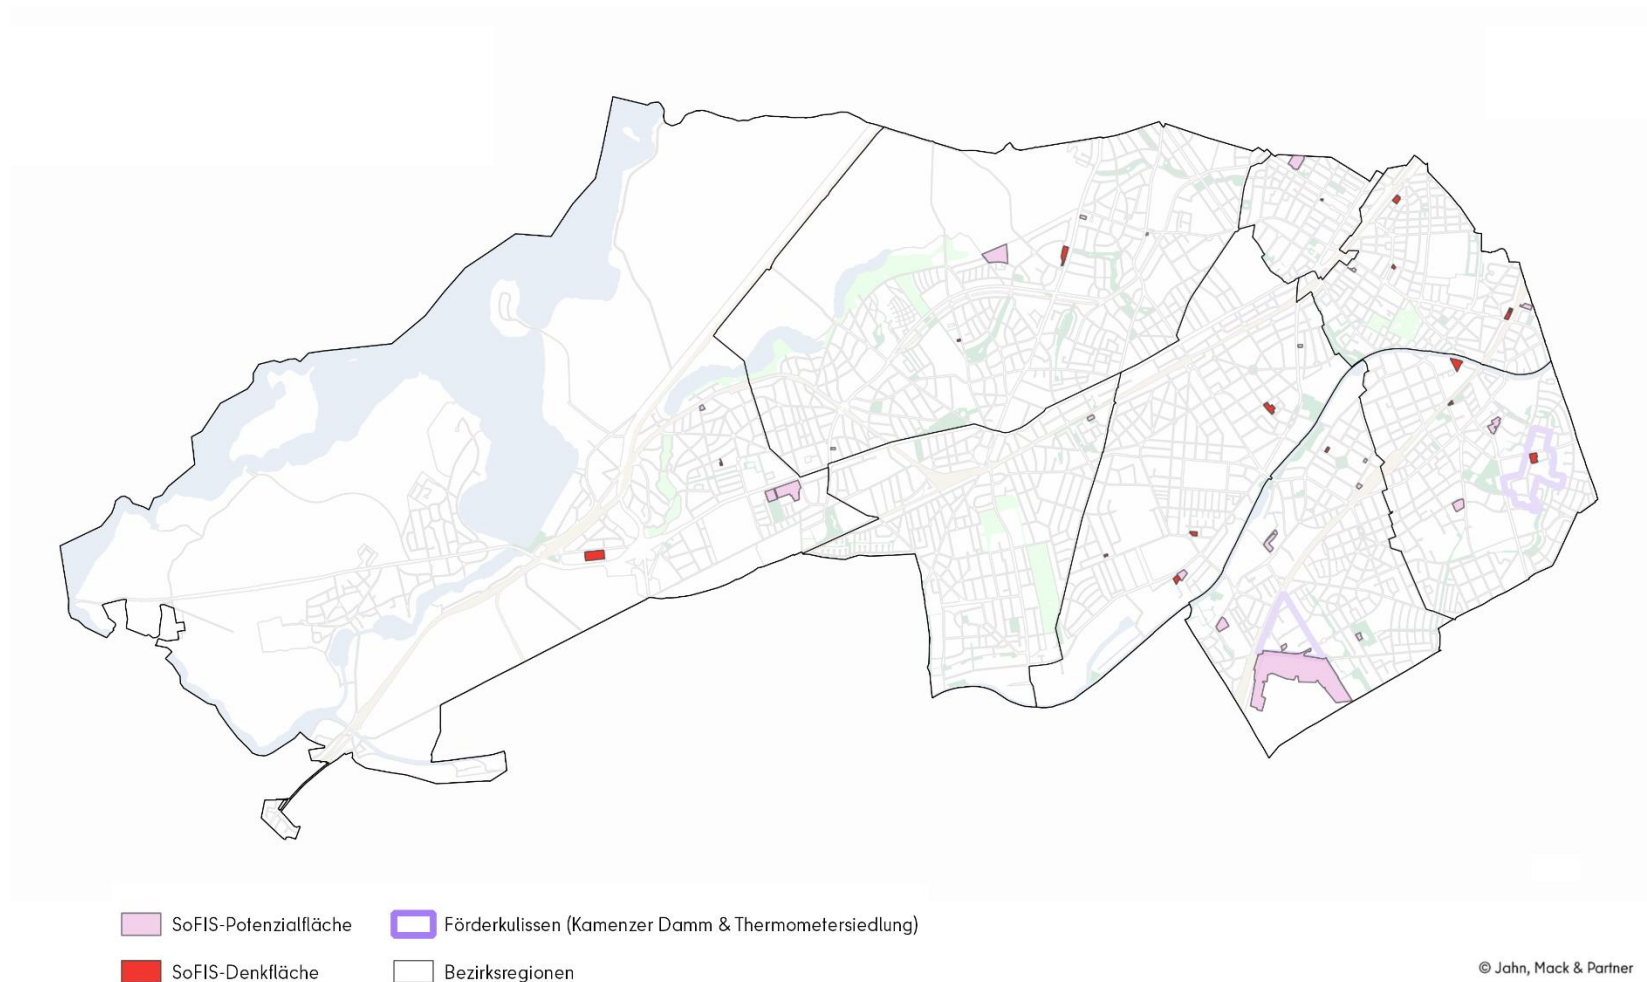 SoFIS-Potenzialfläche
Förderkulissen (Kamenzer Damm & Thermometersiedlung)
SoFIS-Denkfläche
Bezirksregionen
© Jahn, Mack & Partner